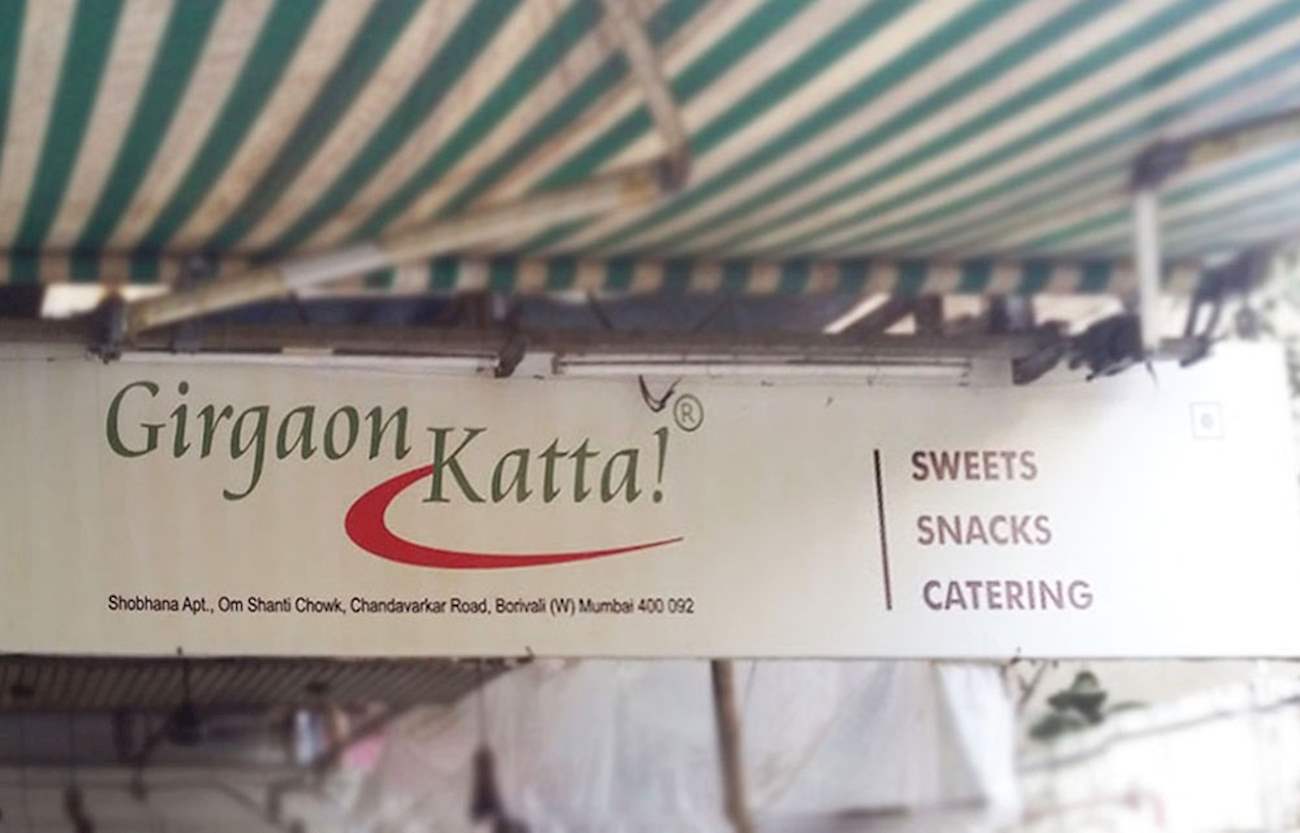 Girgaon
Katta! ®
Shobhana Apt., Om Shanti Chowk, Chandavarkar Road, Borivali (W) Mumbai 400 092
SWEETS
SNACKS
CATERING